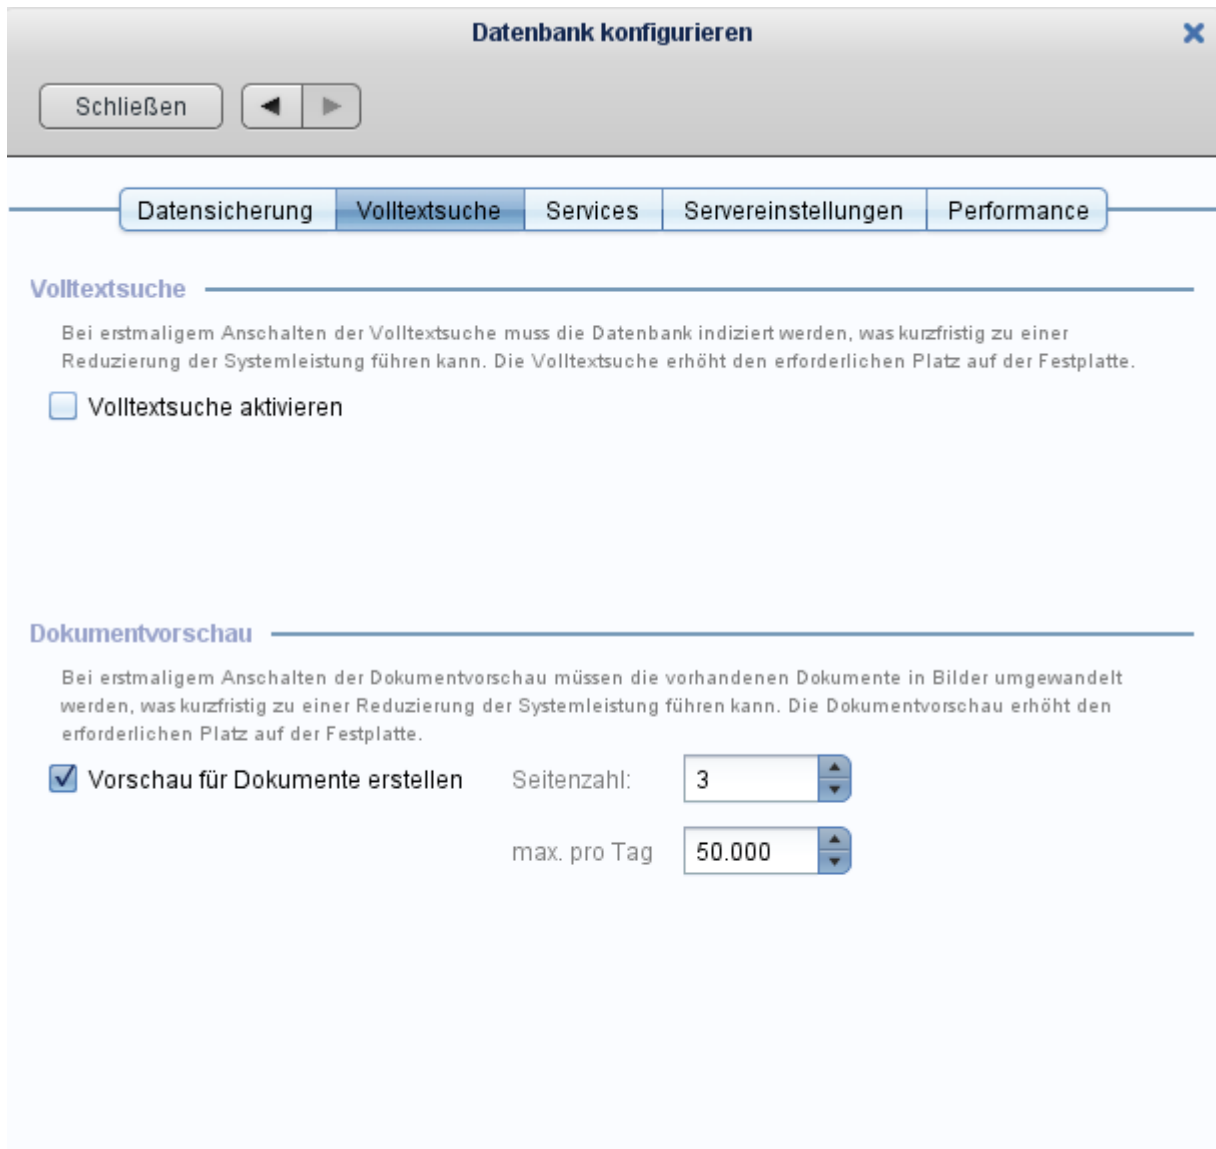 Datenbank konfigurieren
Schließen
Datensicherung Volltextsuche Services Servereinstellungen Performance
Volltextsuche
Bei erstmaligem Anschalten der Volltextsuche muss die Datenbank indiziert werden, was kurzfristig zu einer
Reduzierung der Systemleistung führen kann. Die Volltextsuche erhöht den erforderlichen Platz auf der Festplatte.
Volltextsuche aktivieren
Dokumentvorschau
Bei erstmaligem Anschalten der Dokumentvorschau müssen die vorhandenen Dokumente in Bilder umgewandelt
werden, was kurzfristig zu einer Reduzierung der Systemleistung führen kann. Die Dokumentvorschau erhöht den
erforderlichen Platz auf der Festplatte.
Vorschau für Dokumente erstellen Seitenzahl: 3
max. pro Tag 50.000